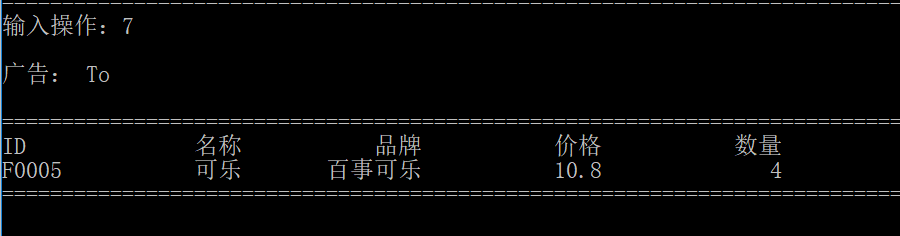 输入操作：7
广告： To
ID 名称 品牌 价格 数量
F0005 可乐 百事可乐 10.8 4